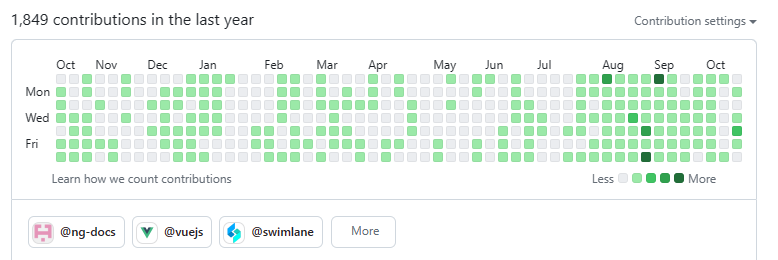 1,849 contributions in the last year
Contribution settings
Oct Nov Dec Jan Feb Mar Apr May Jun Jul Aug Sep Oct
Mon
Wed
Fri
Learn how we count contributions
Less More
@ng-docs @vuejs @swimlane More